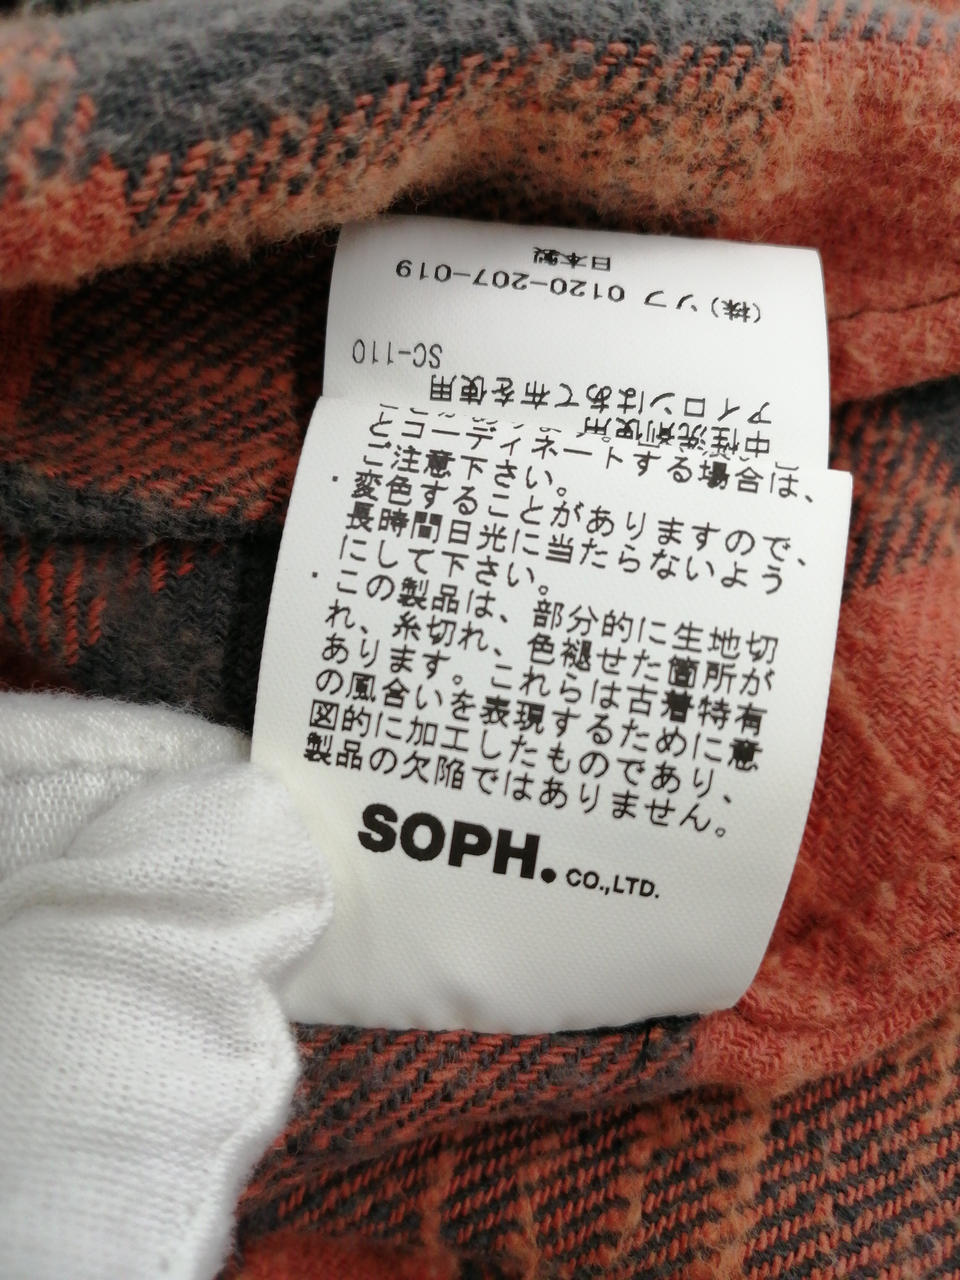 日本製
(株)ソフ 0120-207-019
SC-110
アイロンはあて布を使用
中性洗剤使用
とコーディネートする場合は、
ご注意下さい。
・変色することがありますので、
長時間日光に当たらないよう
にして下さい。
・この製品は、部分的に生地切
れ、糸切れ、色褪せた箇所が
あります。これらは古着特有
の風合いを表現するために意
図的に加工したものであり、
製品の欠陥ではありません。
SOPH. CO.,LTD.